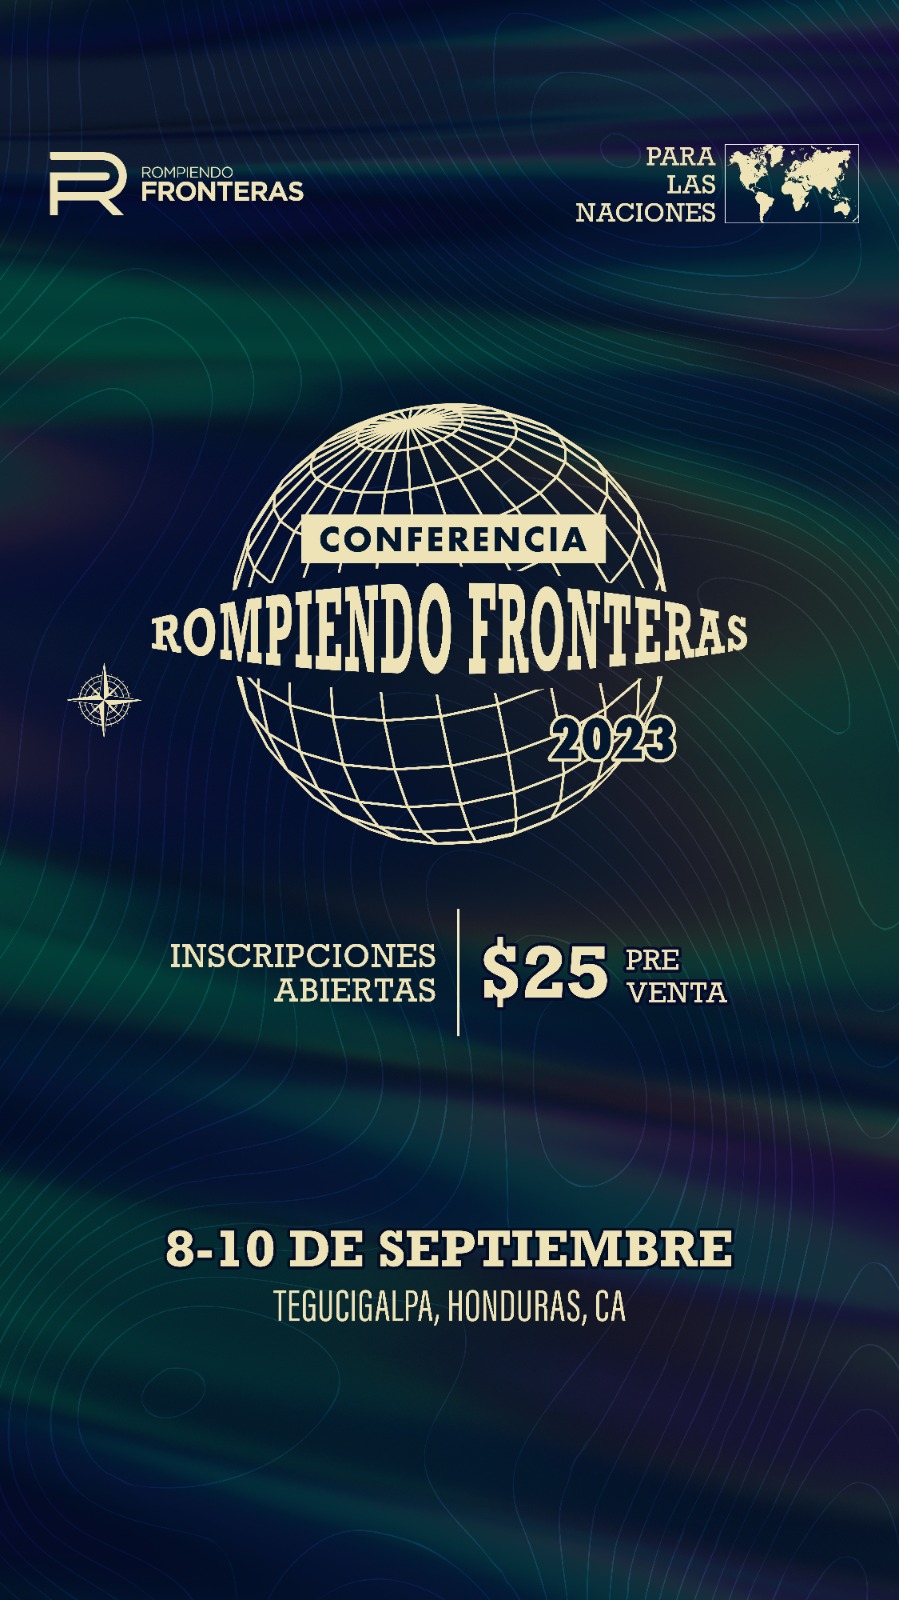 ROMPIENDO
FRONTERAS
PARA
LAS
NACIONES
CONFERENCIA
ROMPIENDO FRONTERAS
2023
INSCRIPCIONES
ABIERTAS
$25 PRE
VENTA
8-10 DE SEPTIEMBRE
TEGUCIGALPA, HONDURAS, CA